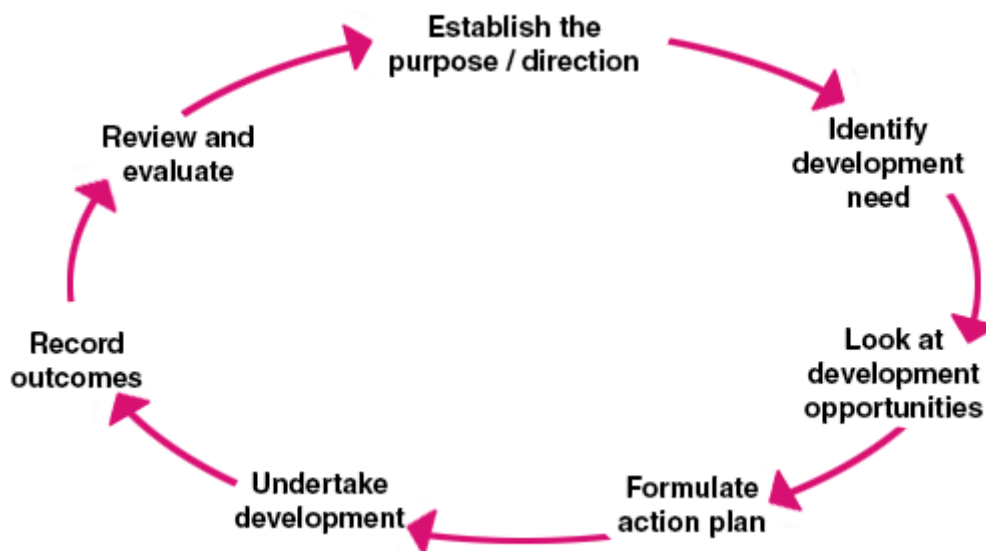 Establish the
purpose / direction
Identify
development
need
Look at
development
opportunities
Formulate
action plan
Undertake
development
Record
outcomes
Review and
evaluate